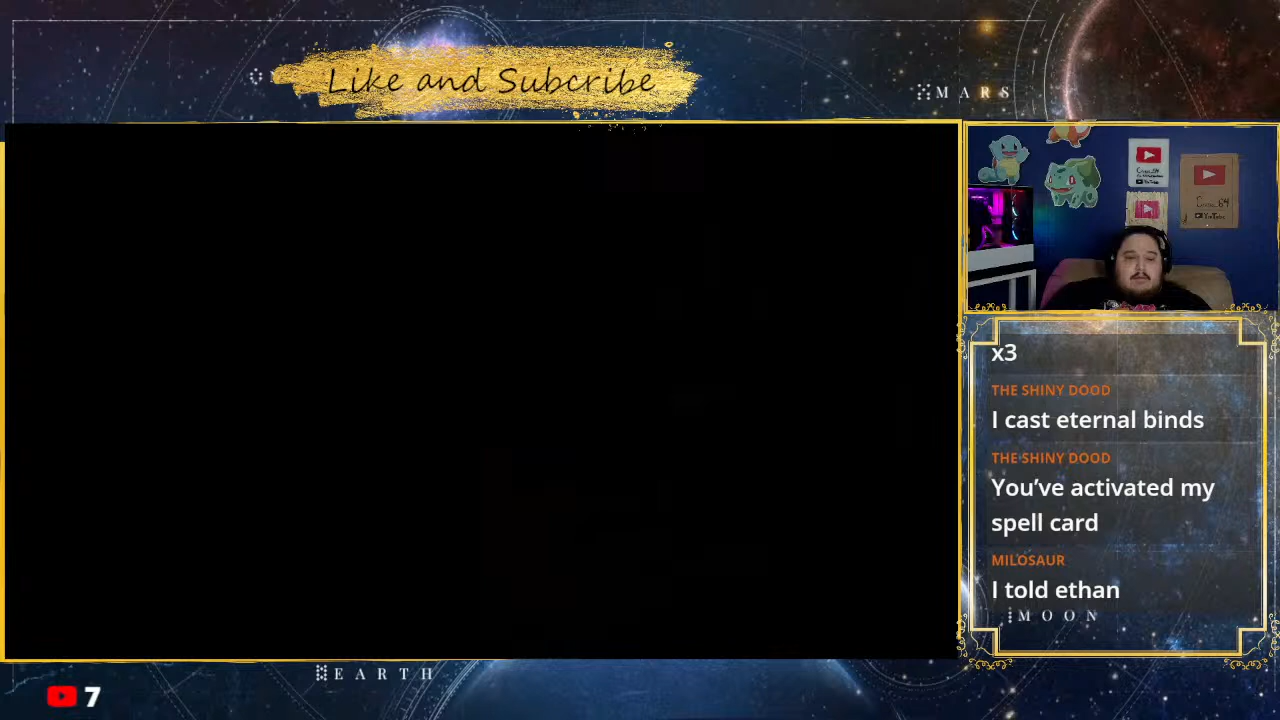 Like and Subcribe
MARS
x3
THE SHINY DOOD
I cast eternal binds
THE SHINY DOOD
You've activated my
spell card
MILOSAUR
I told ethan
MOON
EARTH
7